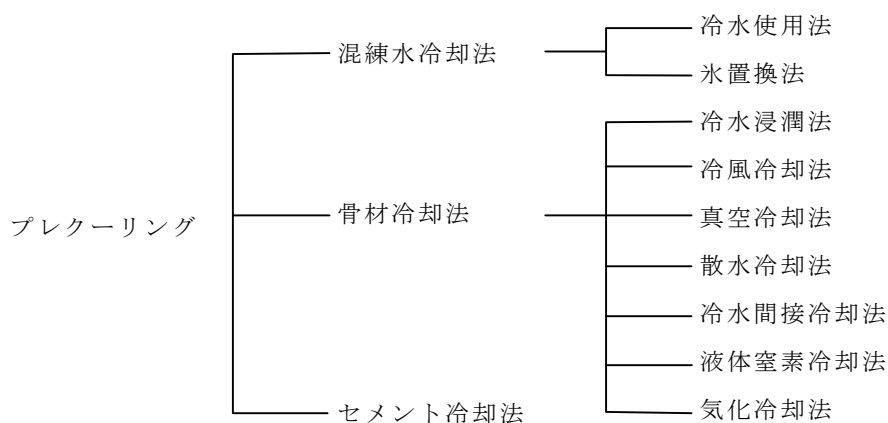 プレクーリング
混練水冷却法
冷水使用法
氷置換法
骨材冷却法
冷水浸潤法
冷風冷却法
真空冷却法
散水冷却法
冷水間接冷却法
液体窒素冷却法
気化冷却法
セメント冷却法